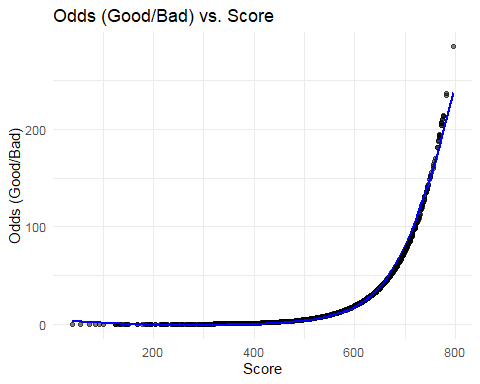 Odds (Good/Bad) vs. Score
Odds (Good/Bad)
200
100
0
200 400 600 800
Score